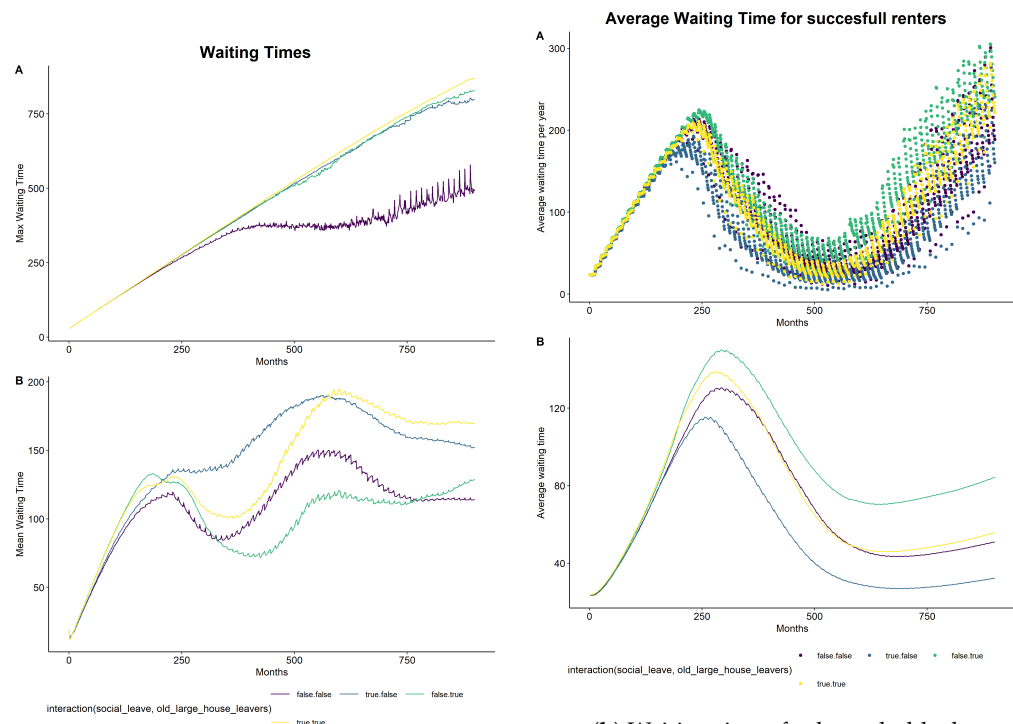 Waiting Times
A
Max Waiting Time
750
500
250
0
0 250 500 750
Months
B
Mean Waiting Time
200
150
100
50
0 250 500 750
Months
false.false true.false false.true
interaction(social_leave, old_large_house_leavers)
true.true
Average Waiting Time for succesfull renters
A
Average waiting time per year
300
200
100
0
0 250 500 750
Months
B
Average waiting time
120
80
40
0 250 500 750
Months
false.false true.false false.true
interaction(social_leave, old_large_house_leavers)
true.true